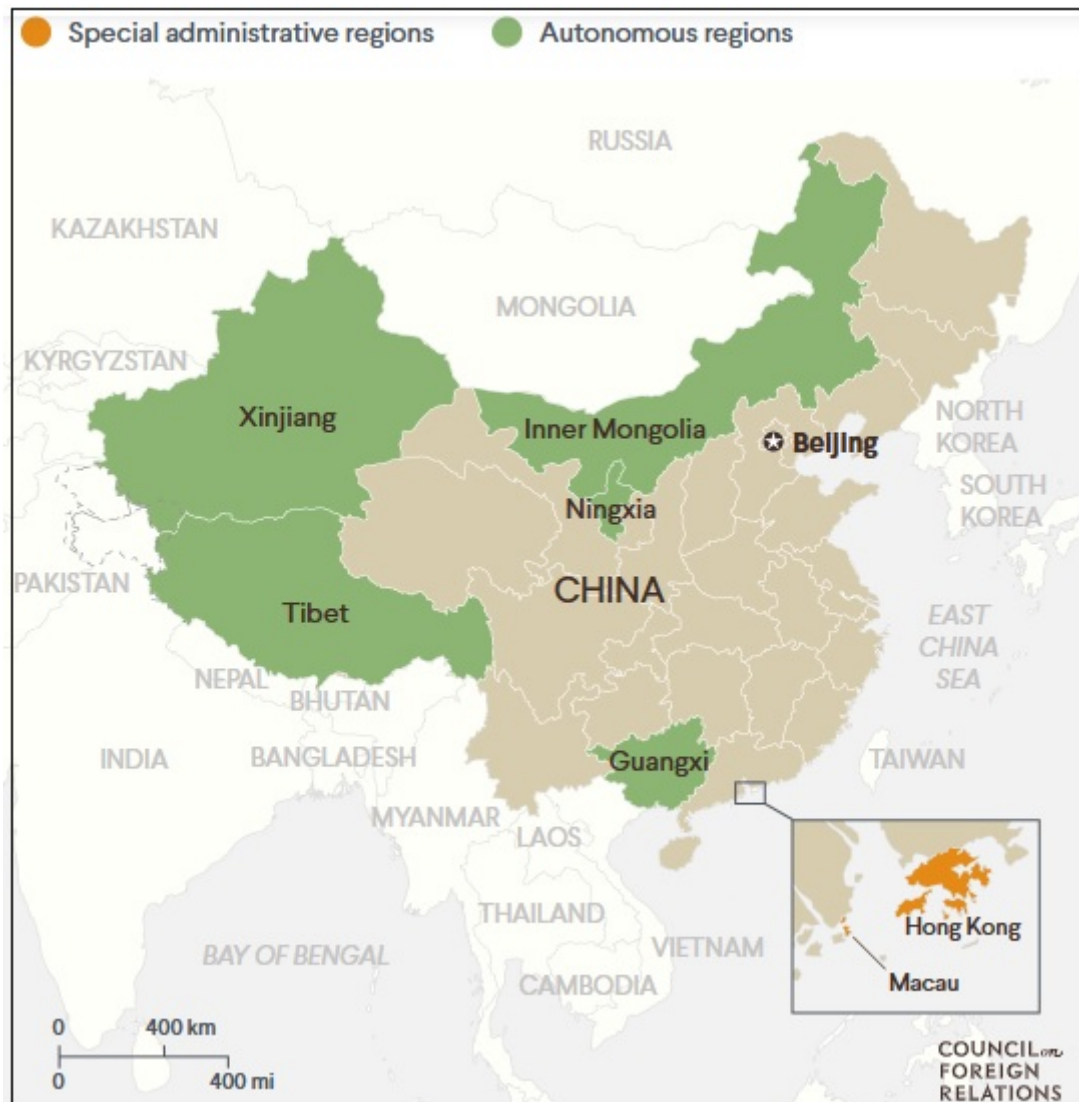 Special administrative regions
Autonomous regions
RUSSIA
KAZAKHSTAN
MONGOLIA
KYRGYZSTAN
Xinjiang
Inner Mongolia
Beijing
NORTH
KOREA
Ningxia
SOUTH
KOREA
PAKISTAN
CHINA
Tibet
EAST
CHINA
SEA
NEPAL
BHUTAN
INDIA
BANGLADESH
Guangxi
TAIWAN
MYANMAR
LAOS
THAILAND
Hong Kong
VIETNAM
BAY OF BENGAL
CAMBODIA
Macau
0
400 km
0
400 mi
COUNCIL on
FOREIGN
RELATIONS